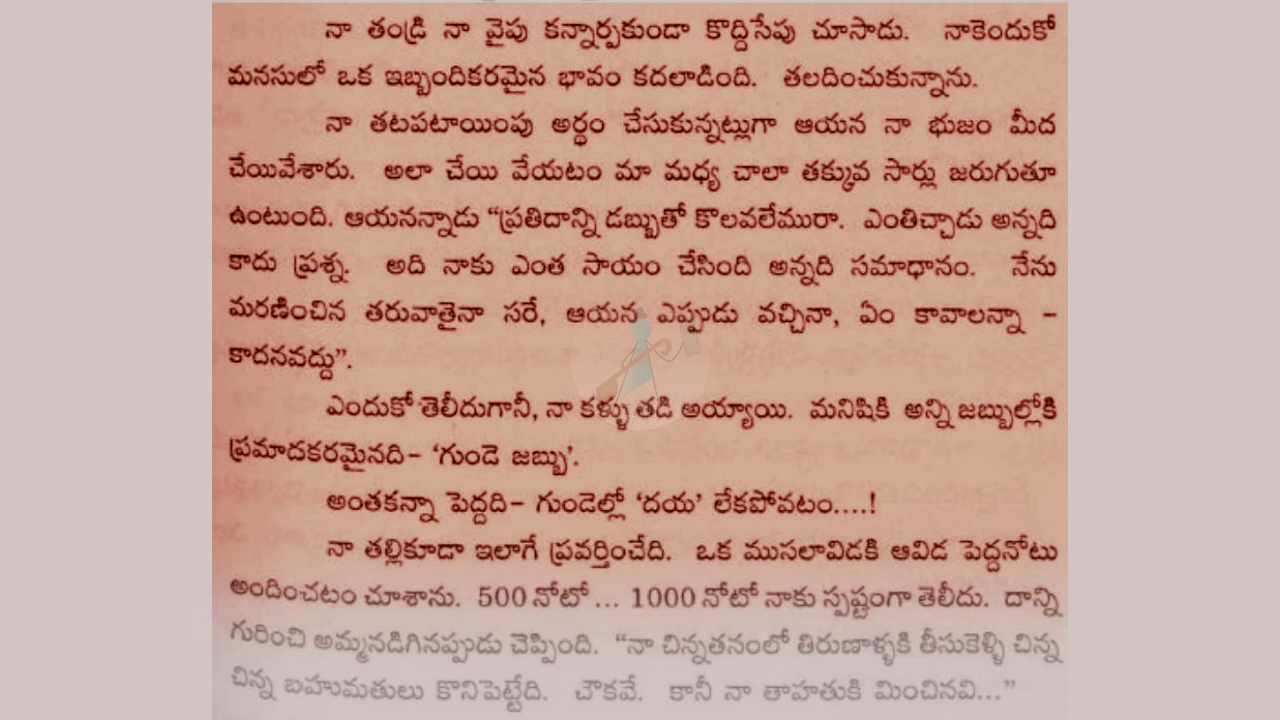 నా తండ్రి నా వైపు కన్నార్పకుండా కొద్దిసేపు చూసాడు. నాకెందుకో
మనసులో ఒక ఇబ్బందికరమైన భావం కదలాడింది. తలదించుకున్నాను.
నా తటపటాయింపు అర్థం చేసుకున్నట్లుగా ఆయన నా భుజం మీద
చేయివేశారు. అలా చేయి వేయటం మా మధ్య చాలా తక్కువ సార్లు జరుగుతూ
ఉంటుంది. ఆయనన్నాడు “ప్రతిదాన్ని డబ్బుతో కొలవలేమురా. ఎంతిచ్చాడు అన్నది
కాదు ప్రశ్న. అది నాకు ఎంత సాయం చేసింది అన్నది సమాధానం. నేను
మరణించిన తరువాతైనా సరే, ఆయన ఎప్పుడు వచ్చినా, ఏం కావాలన్నా –
కాదనవద్దు”.
ఎందుకో తెలీదుగానీ, నా కళ్ళు తడి అయ్యాయి. మనిషికి అన్ని జబ్బుల్లోకి
ప్రమాదకరమైనది– ‘గుండె జబ్బు’.
అంతకన్నా పెద్దది– గుండెల్లో ‘దయ’ లేకపోవటం....!
నా తల్లికూడా ఇలాగే ప్రవర్తించేది. ఒక ముసలావిడకి ఆవిడ పెద్దనోటు
అందించటం చూశాను. 500 నోటో ... 1000 నోటో నాకు స్పష్టంగా తెలీదు. దాన్ని
గురించి అమ్మనడిగినప్పుడు చెప్పింది. “నా చిన్నతనంలో తిరుణాళ్ళకి తీసుకెళ్ళి చిన్న
చిన్న బహుమతులు కొనిపెట్టేది. చౌకవే. కానీ నా తాహతుకి మించినవి...”